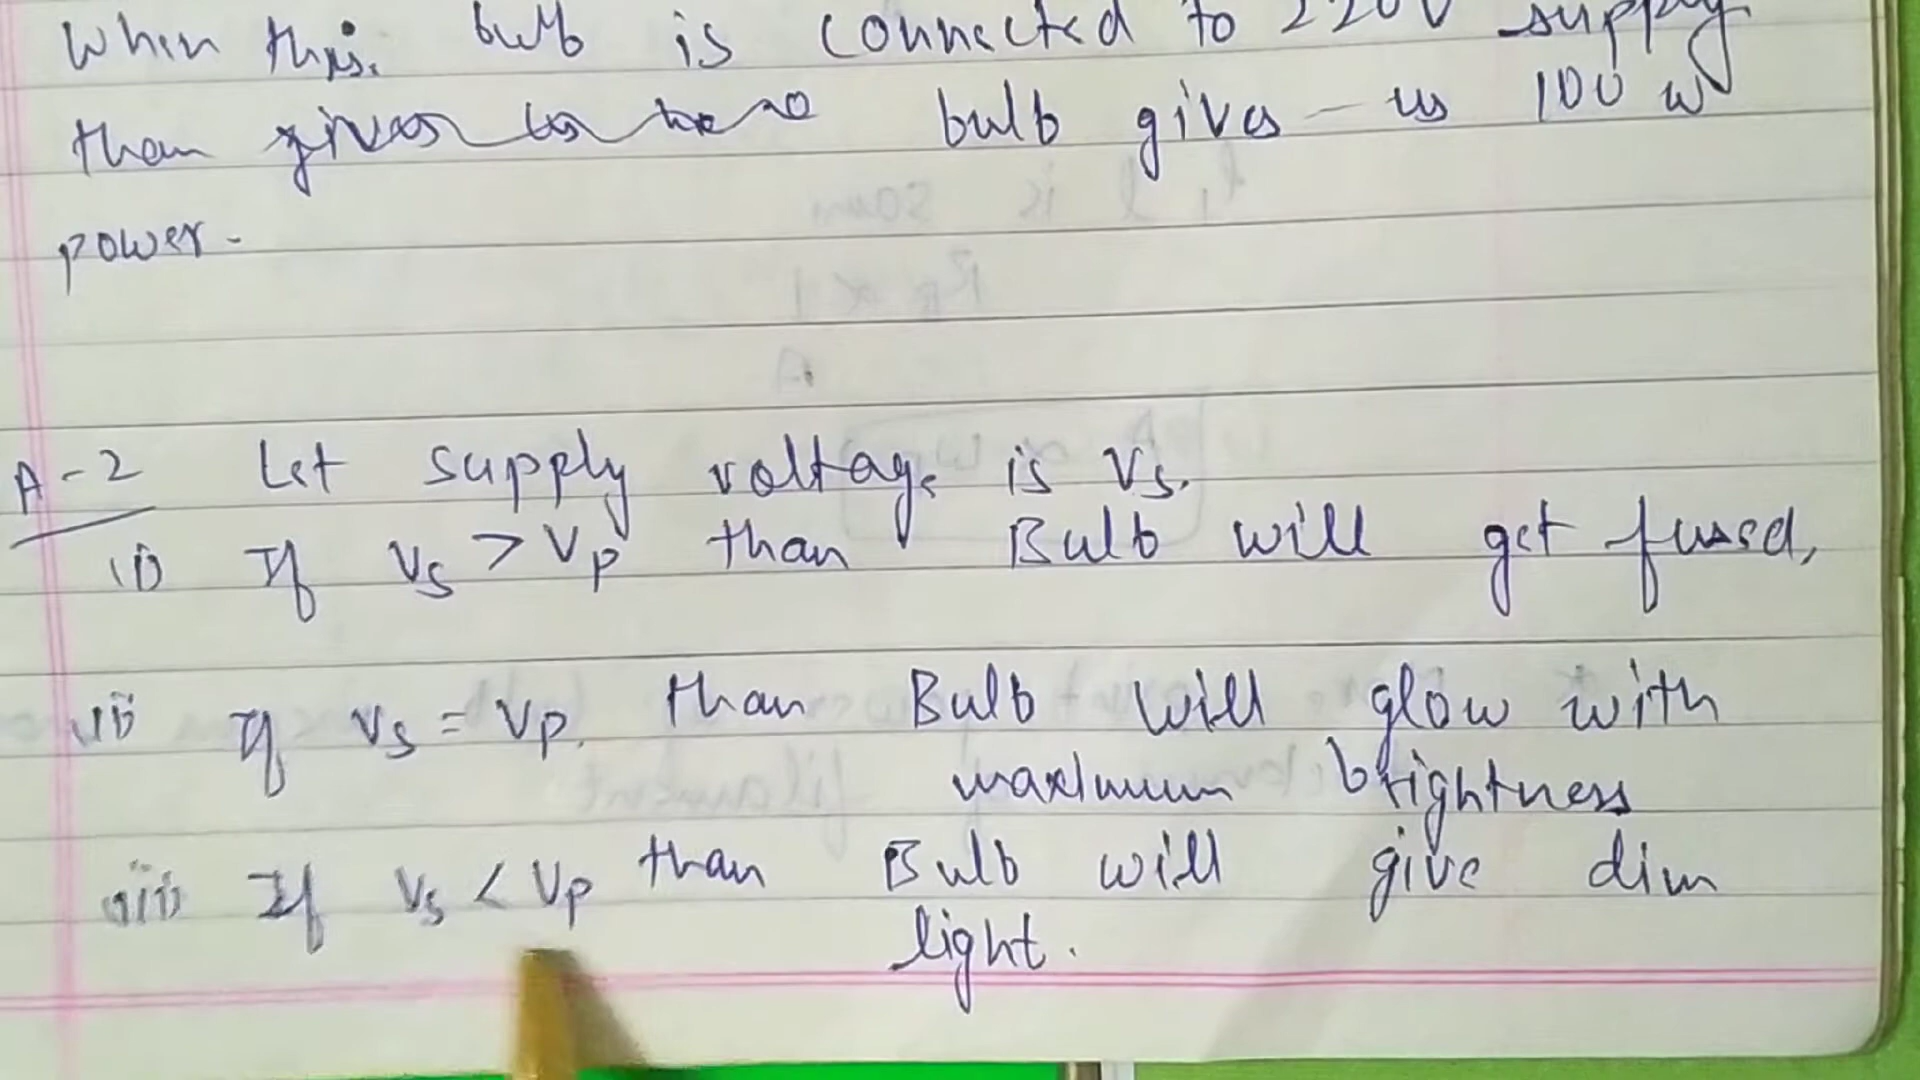 When this. bulb is connected to 220V supply
than bulb gives us 100 w
power.
A-2 Let supply voltage is Vs.
(i) If Vs > Vp than Bulb will get fused,
(ii) If Vs = Vp. than Bulb will glow with
maximum brightness
(iii) If Vs < Vp than Bulb will give dim
light.